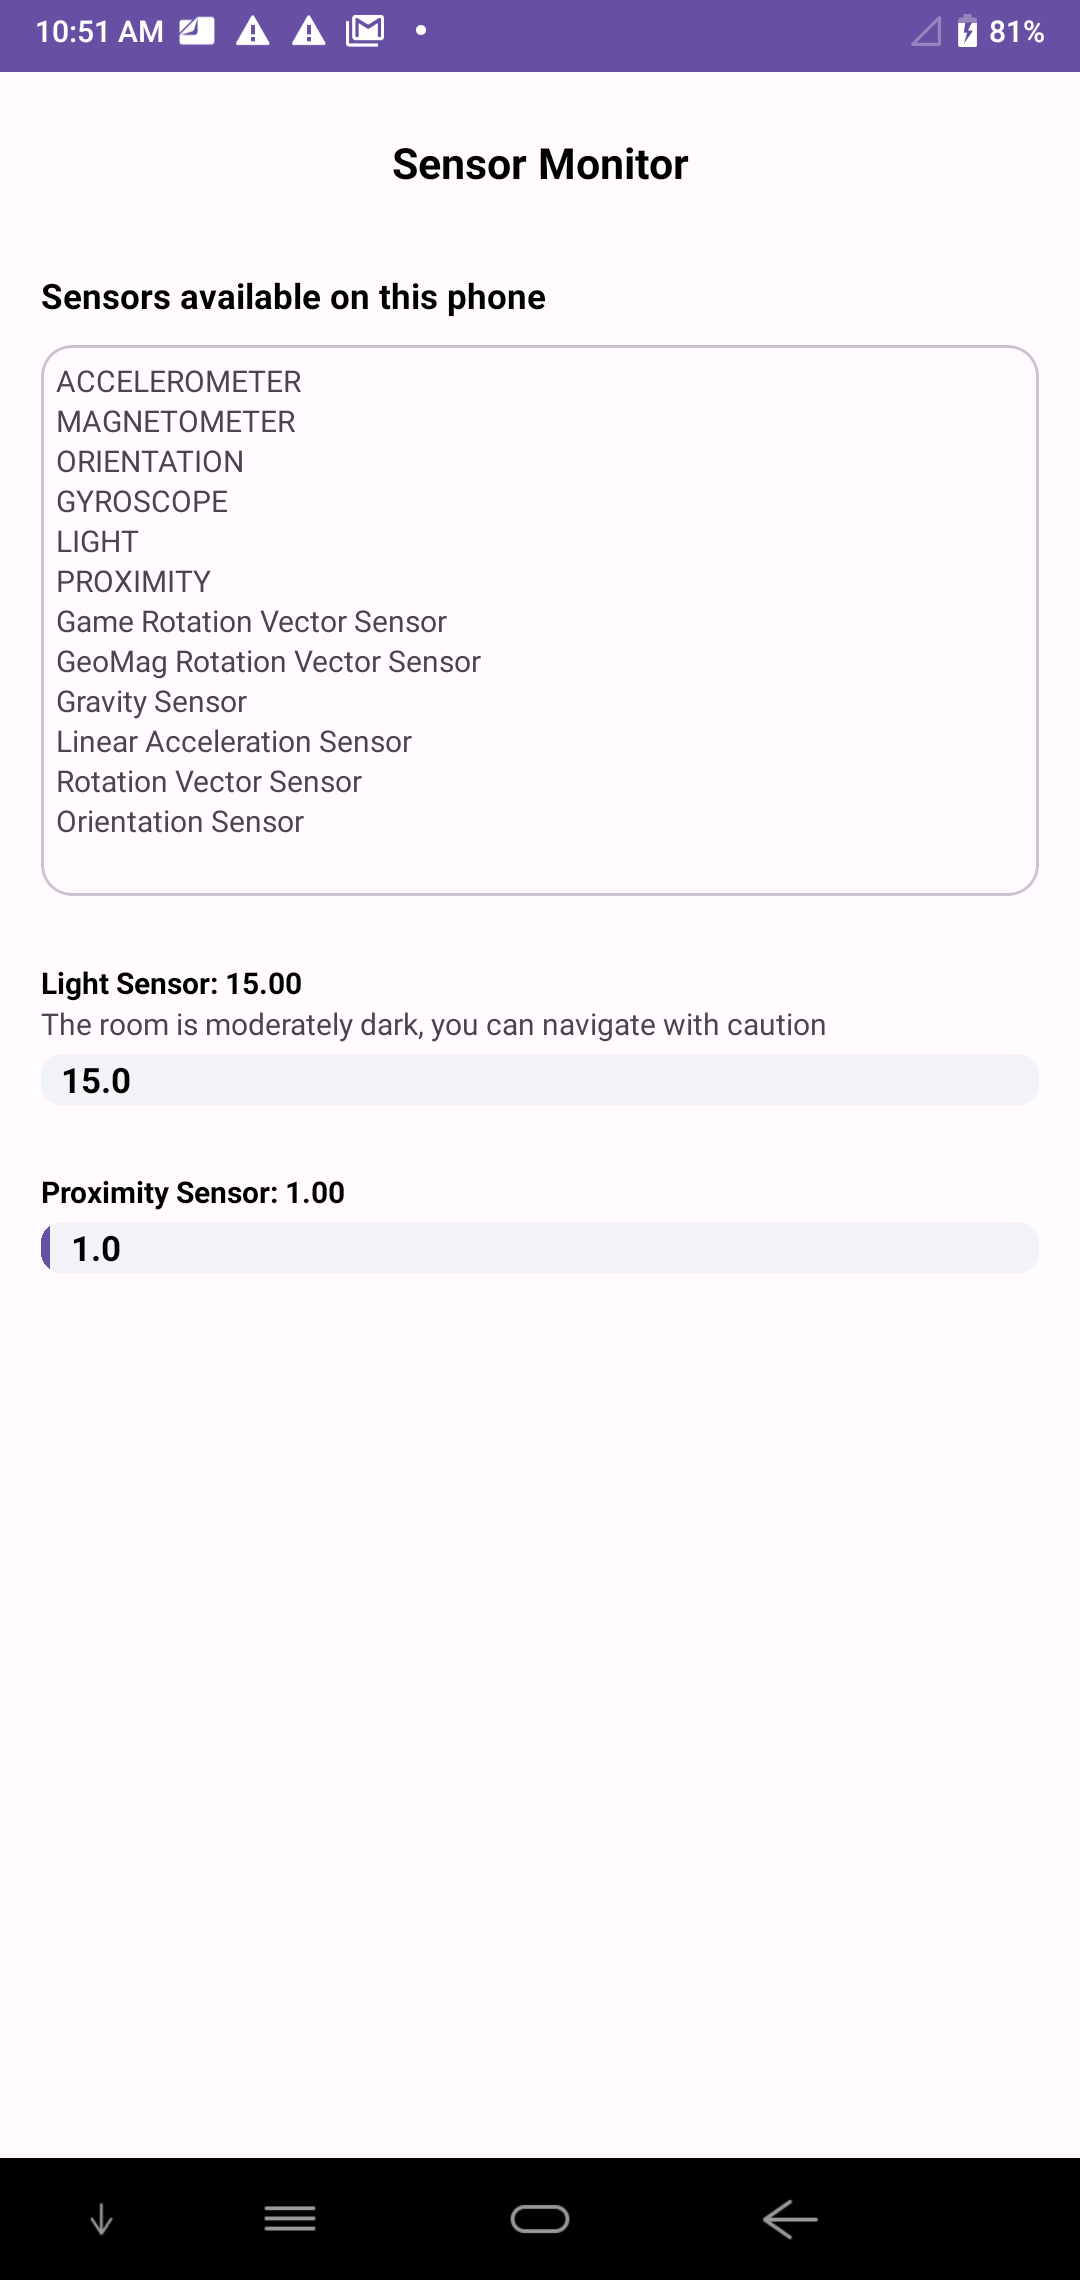 10:51 AM
81%
Sensor Monitor
Sensors available on this phone
ACCELEROMETER
MAGNETOMETER
ORIENTATION
GYROSCOPE
LIGHT
PROXIMITY
Game Rotation Vector Sensor
GeoMag Rotation Vector Sensor
Gravity Sensor
Linear Acceleration Sensor
Rotation Vector Sensor
Orientation Sensor
Light Sensor: 15.00
The room is moderately dark, you can navigate with caution
15.0
Proximity Sensor: 1.00
1.0